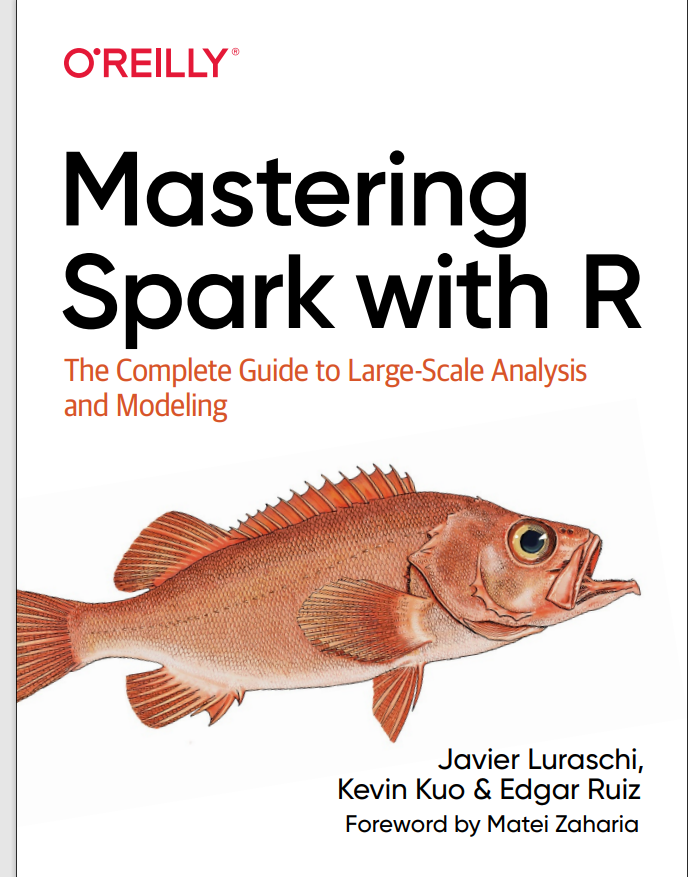 O'REILLY®
Mastering
Spark with R
The Complete Guide to Large-Scale Analysis
and Modeling
Javier Luraschi,
Kevin Kuo & Edgar Ruiz
Foreword by Matei Zaharia